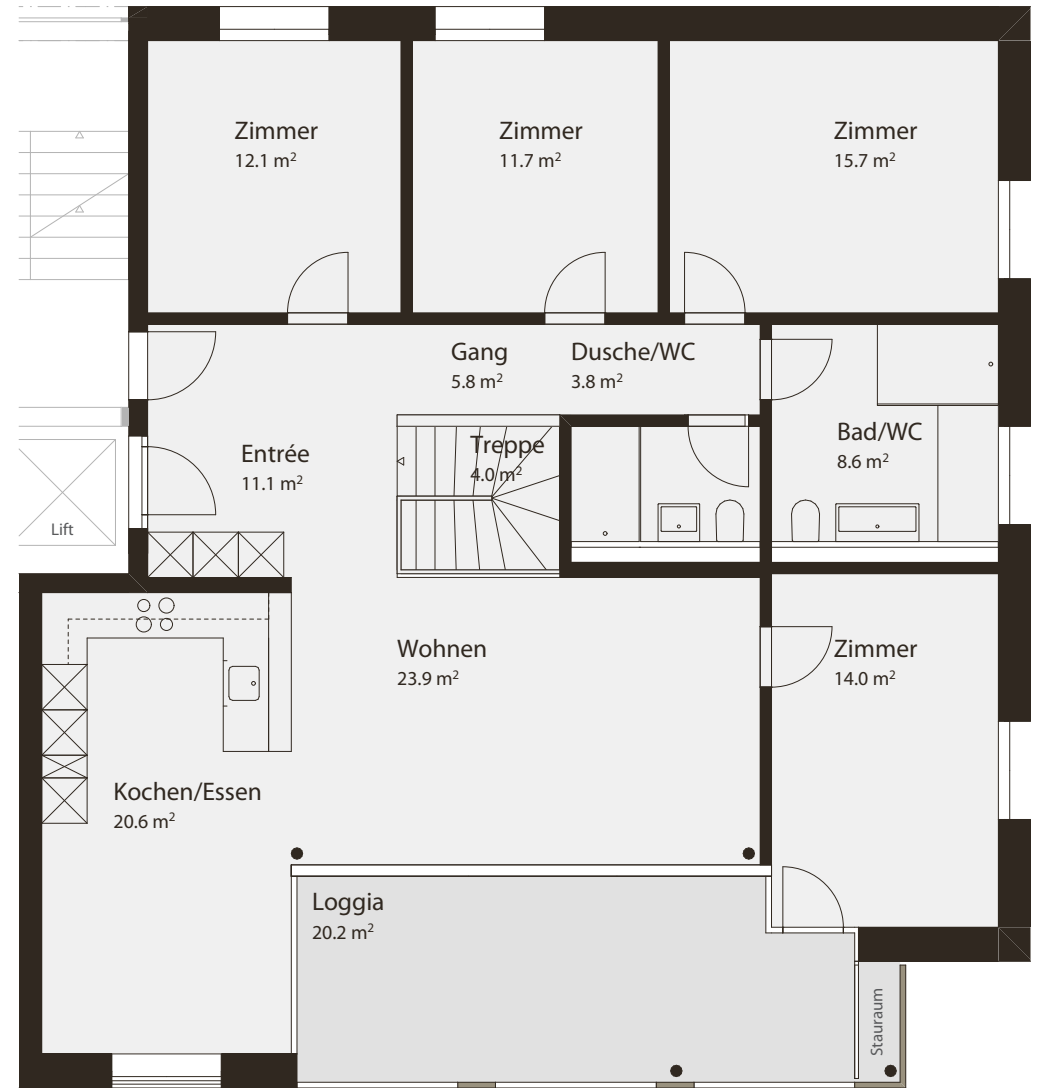 Zimmer
12.1 m²
Zimmer
11.7 m²
Zimmer
15.7 m²
Gang
5.8 m²
Dusche/WC
3.8 m²
Entrée
11.1 m²
Treppe
4.0 m²
Bad/WC
8.6 m²
Lift
Wohnen
23.9 m²
Zimmer
14.0 m²
Kochen/Essen
20.6 m²
Loggia
20.2 m²
Stauraum